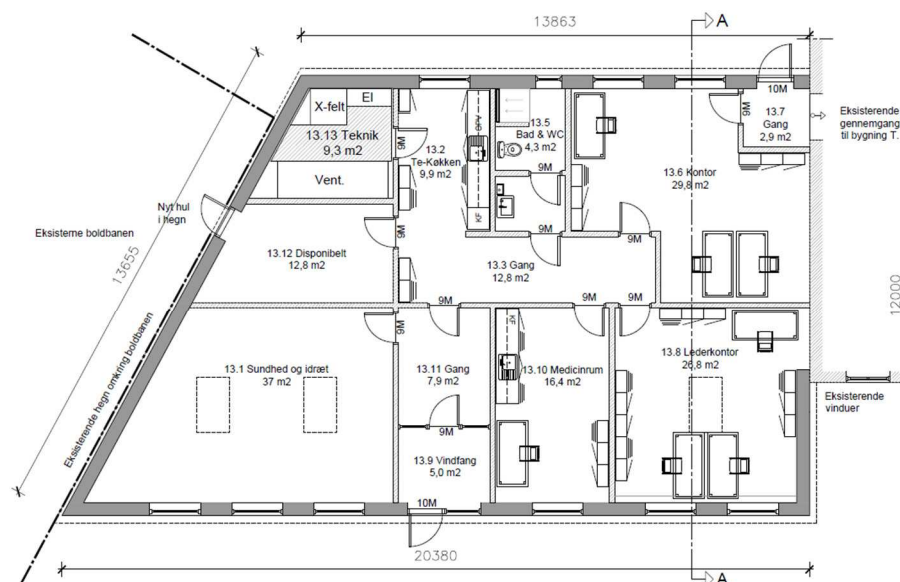 13863
A
10M
13.7
Gang
2,9 m2
9M
Eksisterende
gennemgang
til bygning T.
X-felt
El
13.13 Teknik
9,3 m2
Vent.
9M
13.2
Te-Køkken
9,9 m2
OPV
KF
13.5
Bad & WC
4,3 m2
9M
9M
13.6 Kontor
29,8 m2
9M
Nyt hul
i hegn
Eksisterne boldbanen
13655
13.12 Disponibelt
12,8 m2
13.3 Gang
12,8 m2
9M
9M
9M
9M
12000
Eksisterende hegn omkring boldbanen
13.1 Sundhed og idræt
37 m2
9M
13.11 Gang
7,9 m2
KF
13.10 Medicinrum
16,4 m2
13.8 Lederkontor
26,8 m2
Eksisterende
vinduer
9M
13.9 Vindfang
5,0 m2
10M
20380
A